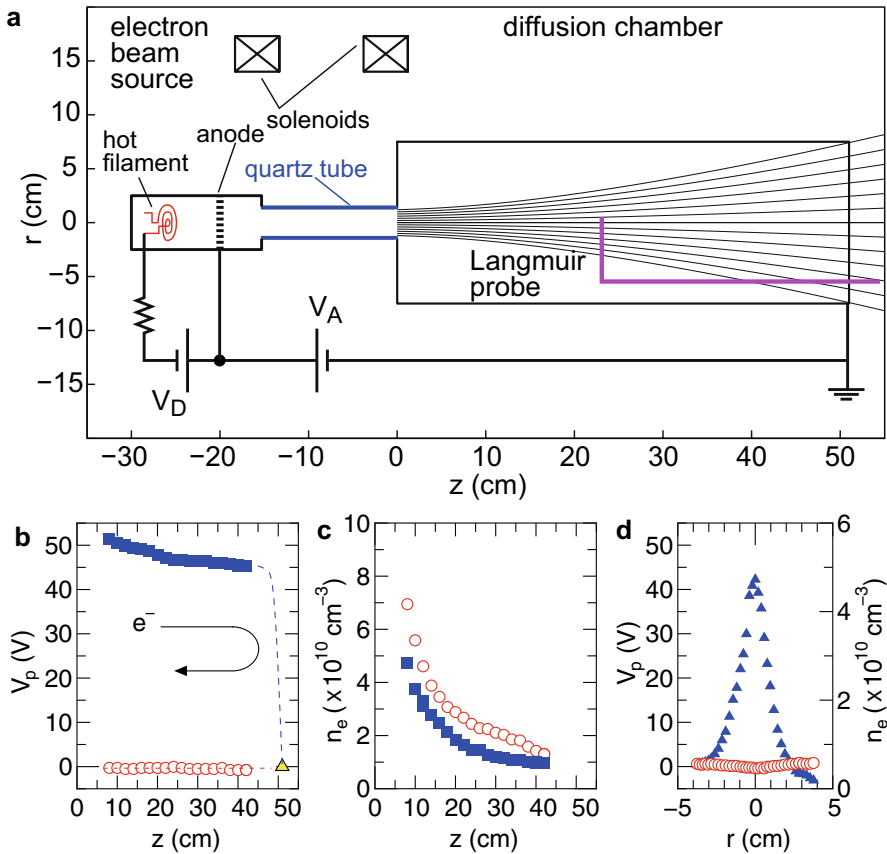 a
electron
beam
source
diffusion chamber
solenoids
anode
hot
filament
quartz tube
Langmuir
probe
V_A
V_D
r (cm)
15
10
5
0
−5
−10
−15
−30 −20 −10 0 10 20 30 40 50
z (cm)
b
V_p (V)
50
45
40
30
20
10
0
e⁻
0 10 20 30 40 50
z (cm)
c
n_e (x 10¹⁰ cm⁻³)
10
8
6
4
2
0
0 10 20 30 40 50
z (cm)
d
V_p (V)
50
45
40
30
20
10
0
−5 0 5
r (cm)
6
4
2
0
n_e (x 10¹⁰ cm⁻³)